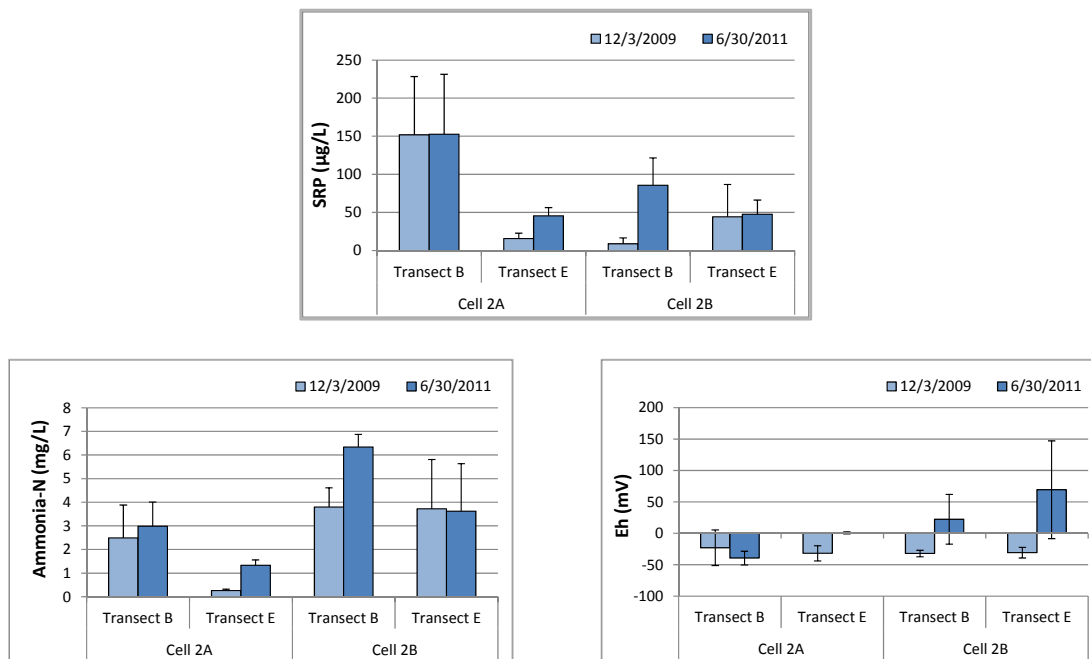 12/3/2009 6/30/2011
250
200
150
100
50
0
SRP (µg/L)
Transect B Transect E Transect B Transect E
Cell 2A Cell 2B
12/3/2009 6/30/2011
8
7
6
5
4
3
2
1
0
Ammonia-N (mg/L)
Transect B Transect E Transect B Transect E
Cell 2A Cell 2B
12/3/2009 6/30/2011
200
150
100
50
0
-50
-100
Eh (mV)
Transect B Transect E Transect B Transect E
Cell 2A Cell 2B